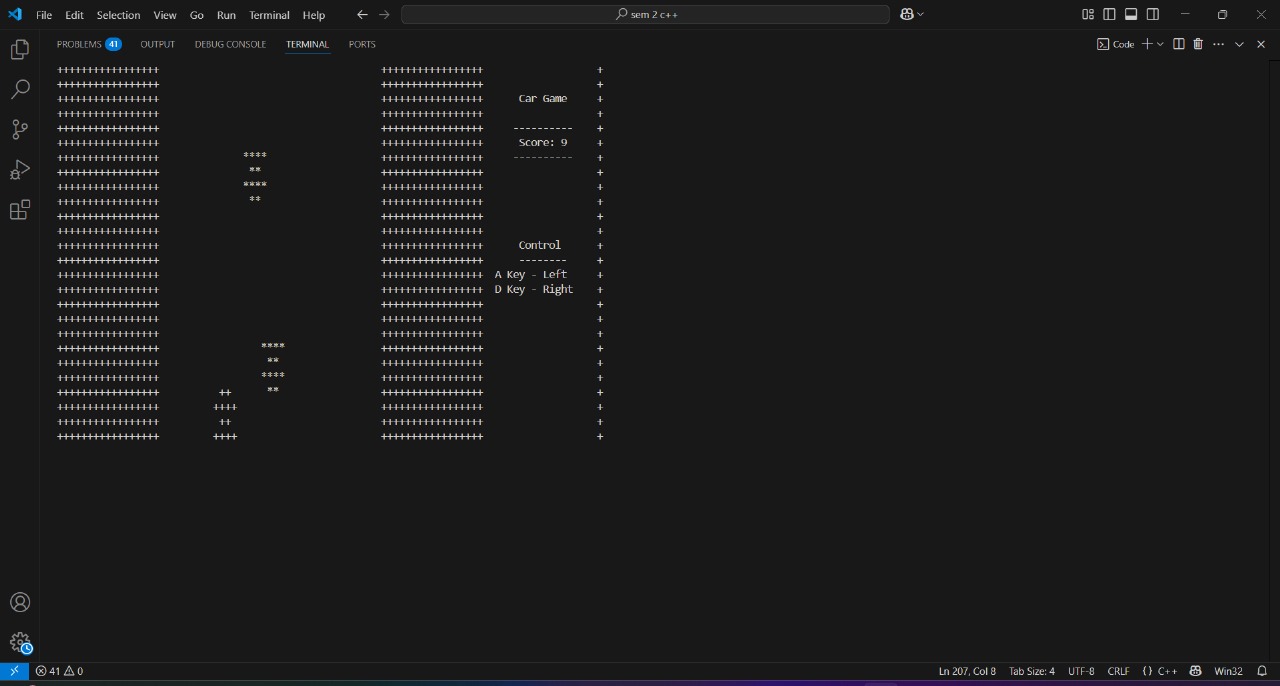 File Edit Selection View Go Run Terminal Help sem 2 c++
PROBLEMS 41 OUTPUT DEBUG CONSOLE TERMINAL PORTS Code
+++++++++++++++++ +++++++++++++++++ +
+++++++++++++++++ +++++++++++++++++ +
+++++++++++++++++ +++++++++++++++++ Car Game +
+++++++++++++++++ +++++++++++++++++ +
+++++++++++++++++ +++++++++++++++++ ---------- +
+++++++++++++++++ +++++++++++++++++ Score: 9 +
+++++++++++++++++ **** +++++++++++++++++ ---------- +
+++++++++++++++++ ** +++++++++++++++++ +
+++++++++++++++++ **** +++++++++++++++++ +
+++++++++++++++++ ** +++++++++++++++++ +
+++++++++++++++++ +++++++++++++++++ +
+++++++++++++++++ +++++++++++++++++ +
+++++++++++++++++ +++++++++++++++++ Control +
+++++++++++++++++ +++++++++++++++++ -------- +
+++++++++++++++++ +++++++++++++++++ A Key - Left +
+++++++++++++++++ +++++++++++++++++ D Key - Right +
+++++++++++++++++ +++++++++++++++++ +
+++++++++++++++++ +++++++++++++++++ +
+++++++++++++++++ +++++++++++++++++ +
+++++++++++++++++ **** +++++++++++++++++ +
+++++++++++++++++ ** +++++++++++++++++ +
+++++++++++++++++ **** +++++++++++++++++ +
+++++++++++++++++ ++ ** +++++++++++++++++ +
+++++++++++++++++ ++++ +++++++++++++++++ +
+++++++++++++++++ ++ +++++++++++++++++ +
+++++++++++++++++ ++++ +++++++++++++++++ +
41 0 Ln 207, Col 8 Tab Size: 4 UTF-8 CRLF {} C++ Win32